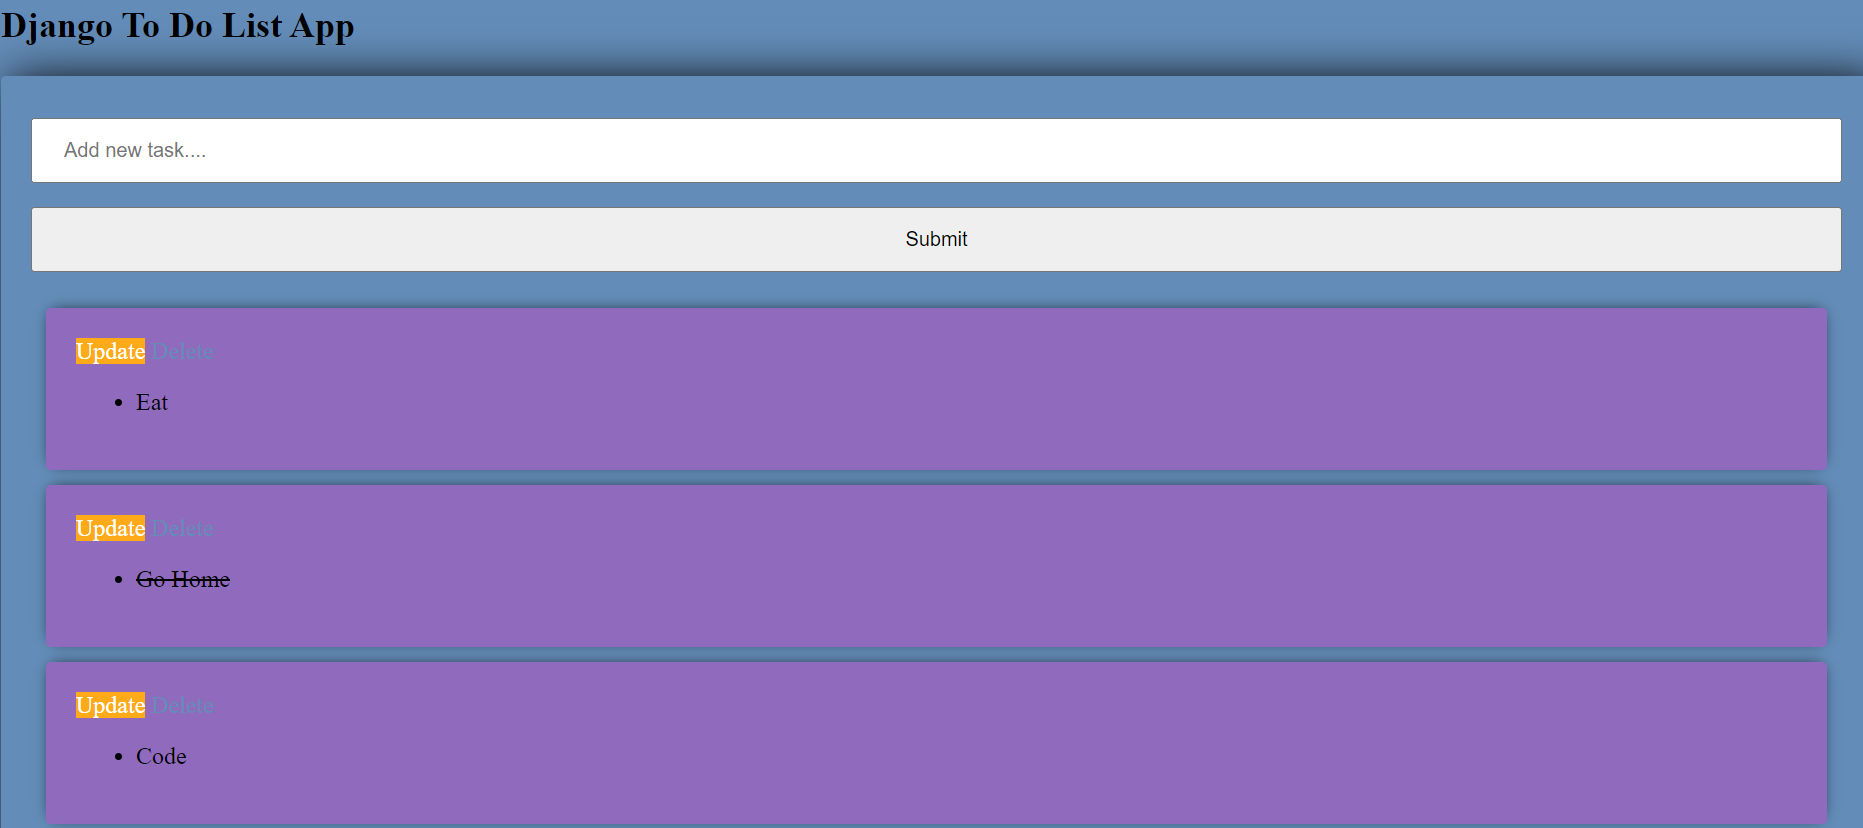 Django To Do List App
Add new task....
Submit
Update Delete
Eat
Update Delete
Go Home
Update Delete
Code